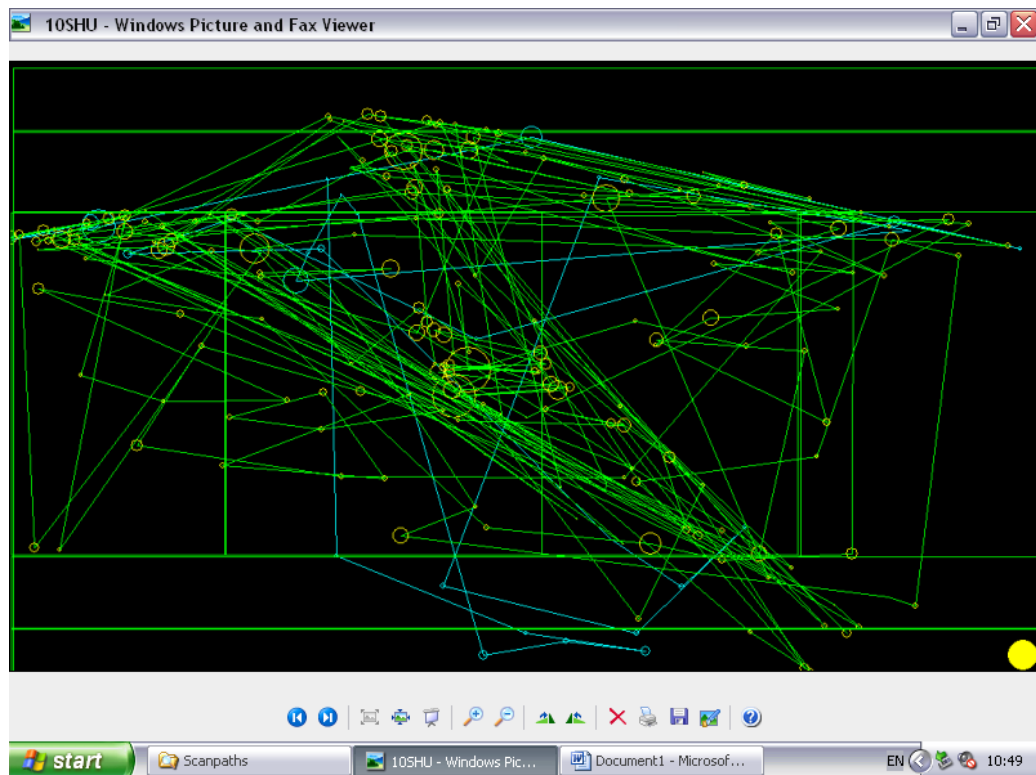 10SHU - Windows Picture and Fax Viewer
start
Scanpaths
10SHU - Windows Pic...
Document1 - Microsof...
EN
10:49